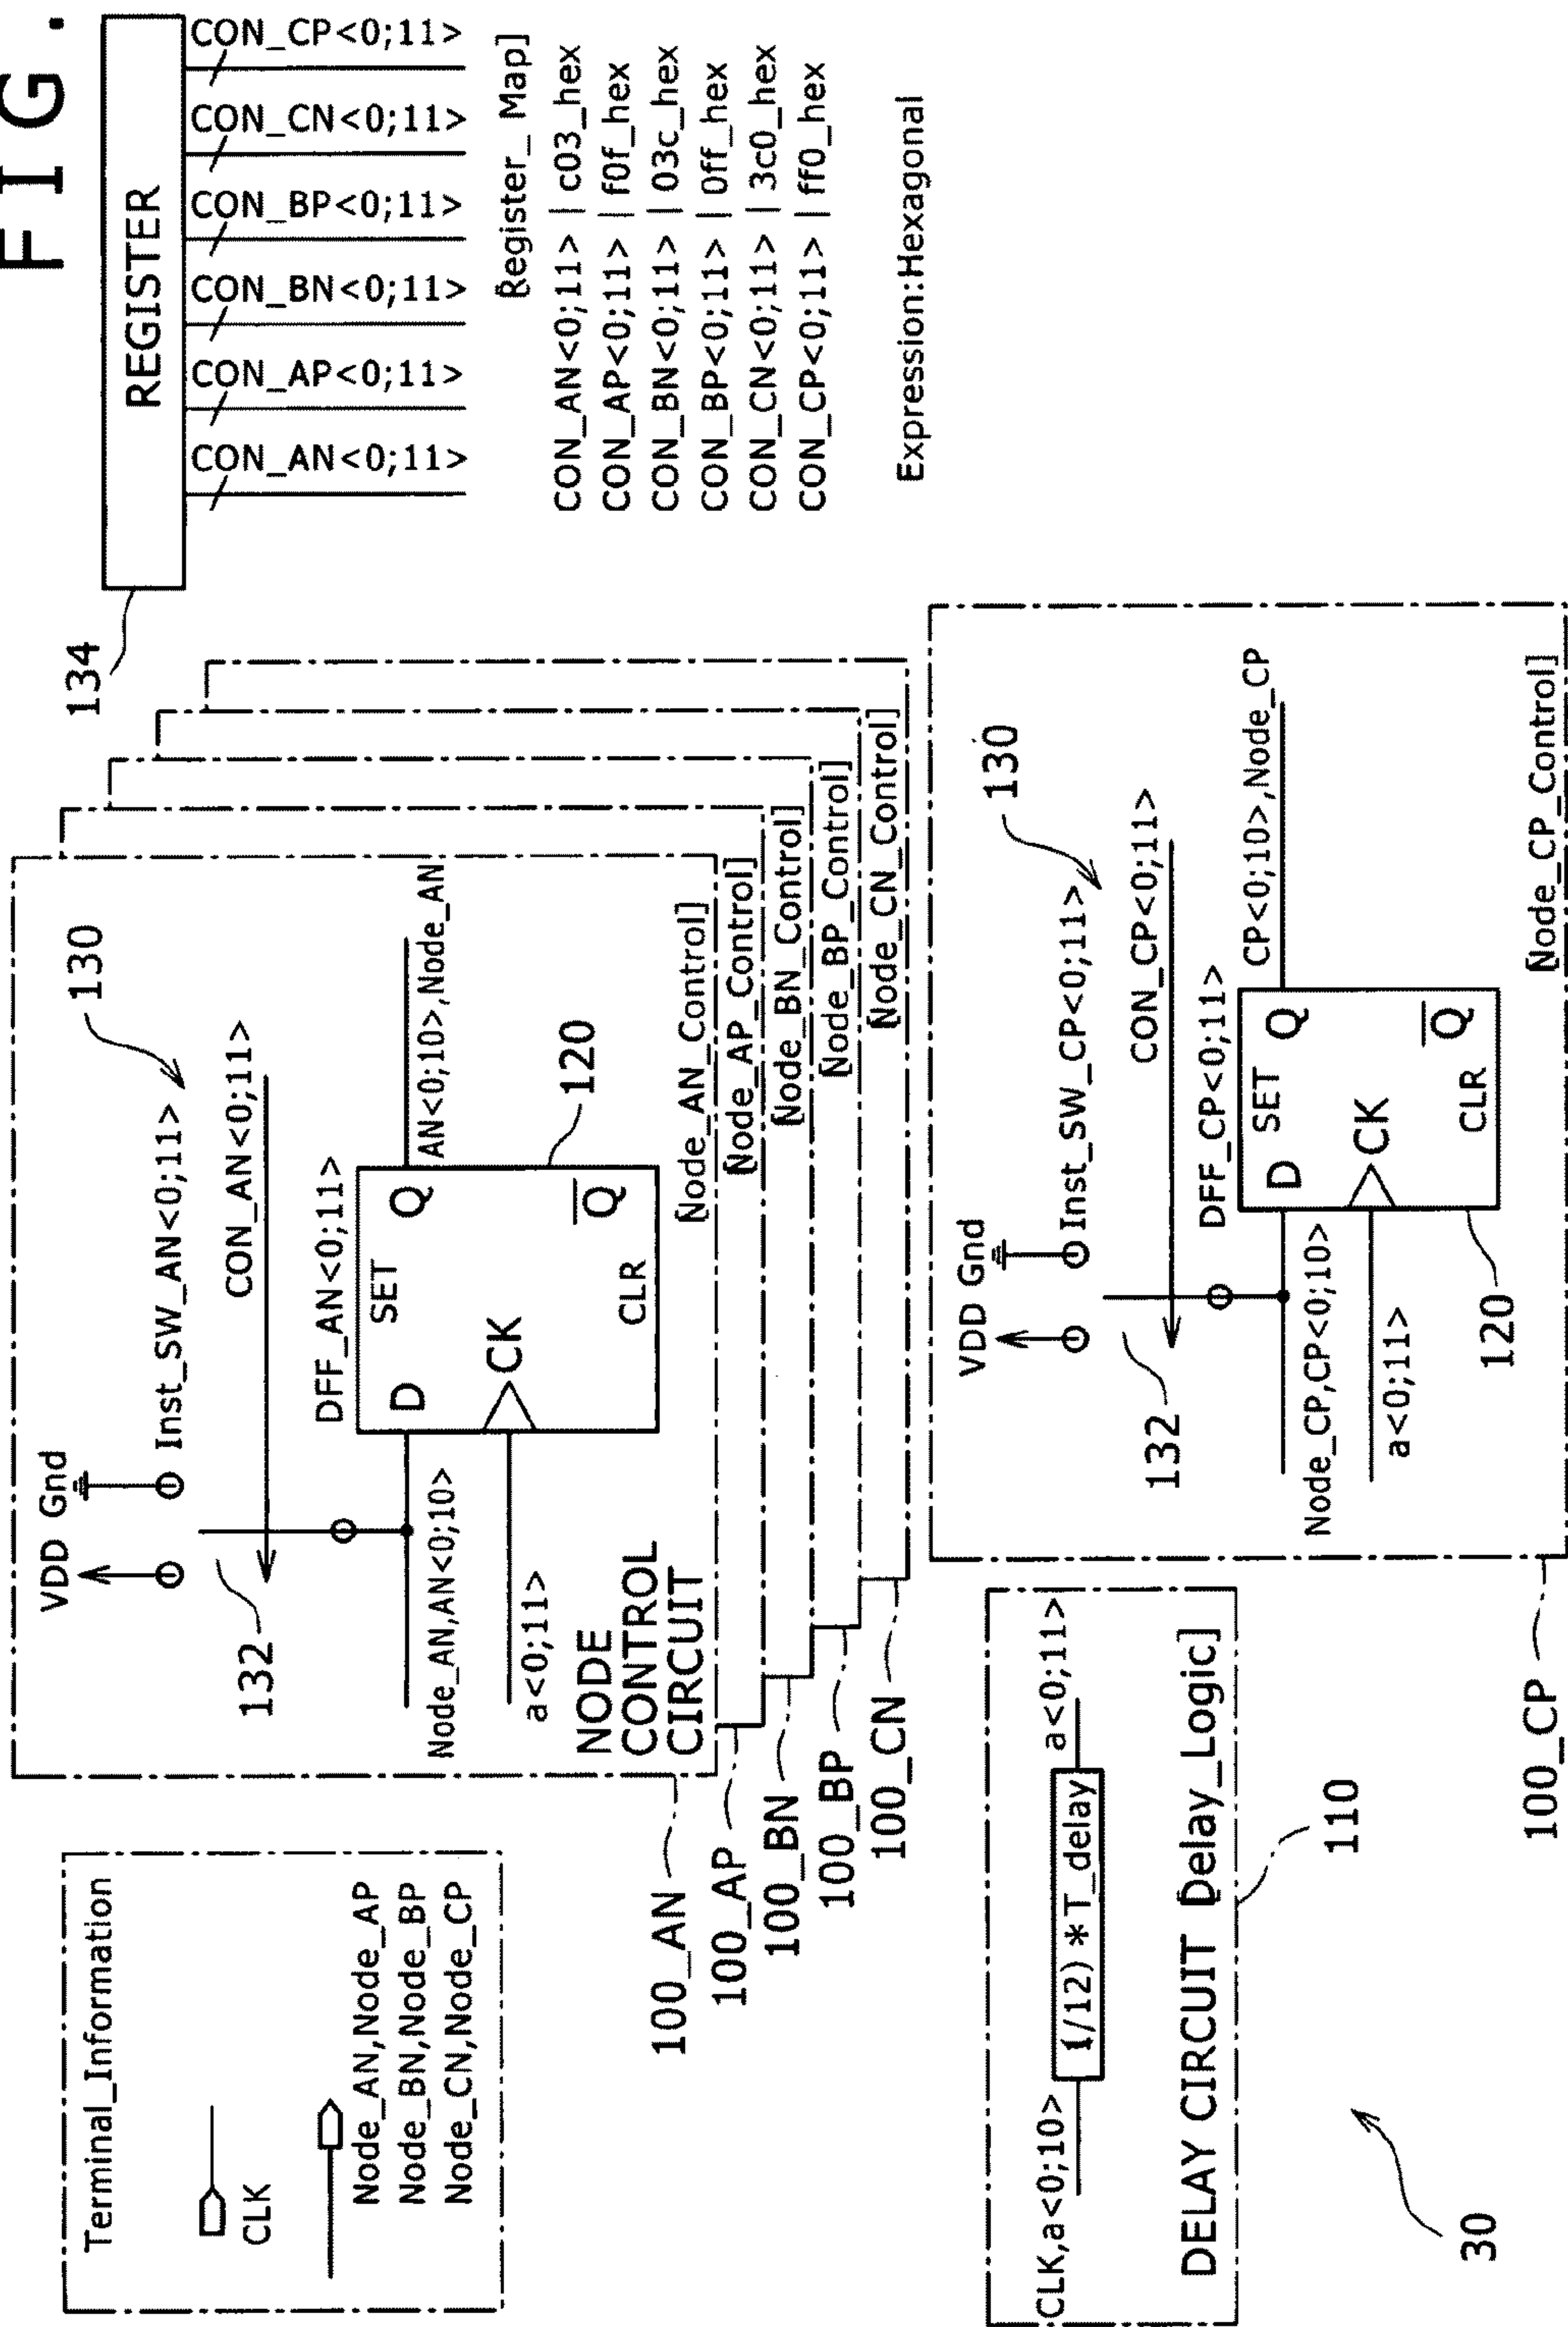 FIG.
Terminal_Information
CLK
Node_AN,Node_AP
Node_BN,Node_BP
Node_CN,Node_CP
100_AN
100_AP
100_BN
100_BP
100_CN
VDD Gnd
Inst_SW_AN<0;11>
130
132
CON_AN<0;11>
DFF_AN<0;11>
Node_AN,AN<0;10>
D
SET
Q
AN<0;10>,Node_AN
a<0;11>
CK
CLR
Q
120
NODE
CONTROL
CIRCUIT
[Node_AN_Control]
[Node_AP_Control]
[Node_BN_Control]
[Node_BP_Control]
[Node_CN_Control]
134
REGISTER
CON_AN<0;11>
CON_AP<0;11>
CON_BN<0;11>
CON_BP<0;11>
CON_CN<0;11>
CON_CP<0;11>
[Register_Map]
CON_AN<0;11> | c03_hex
CON_AP<0;11> | f0f_hex
CON_BN<0;11> | 03c_hex
CON_BP<0;11> | 0ff_hex
CON_CN<0;11> | 3c0_hex
CON_CP<0;11> | ff0_hex
Expression:Hexagonal
CLK,a<0;10>
(1/12)*T_delay
a<0;11>
DELAY CIRCUIT [Delay_Logic]
110
30
VDD Gnd
Inst_SW_CP<0;11>
130
132
CON_CP<0;11>
DFF_CP<0;11>
Node_CP,CP<0;10>
D
SET
Q
CP<0;10>,Node_CP
a<0;11>
CK
CLR
Q
120
[Node_CP_Control]
100_CP